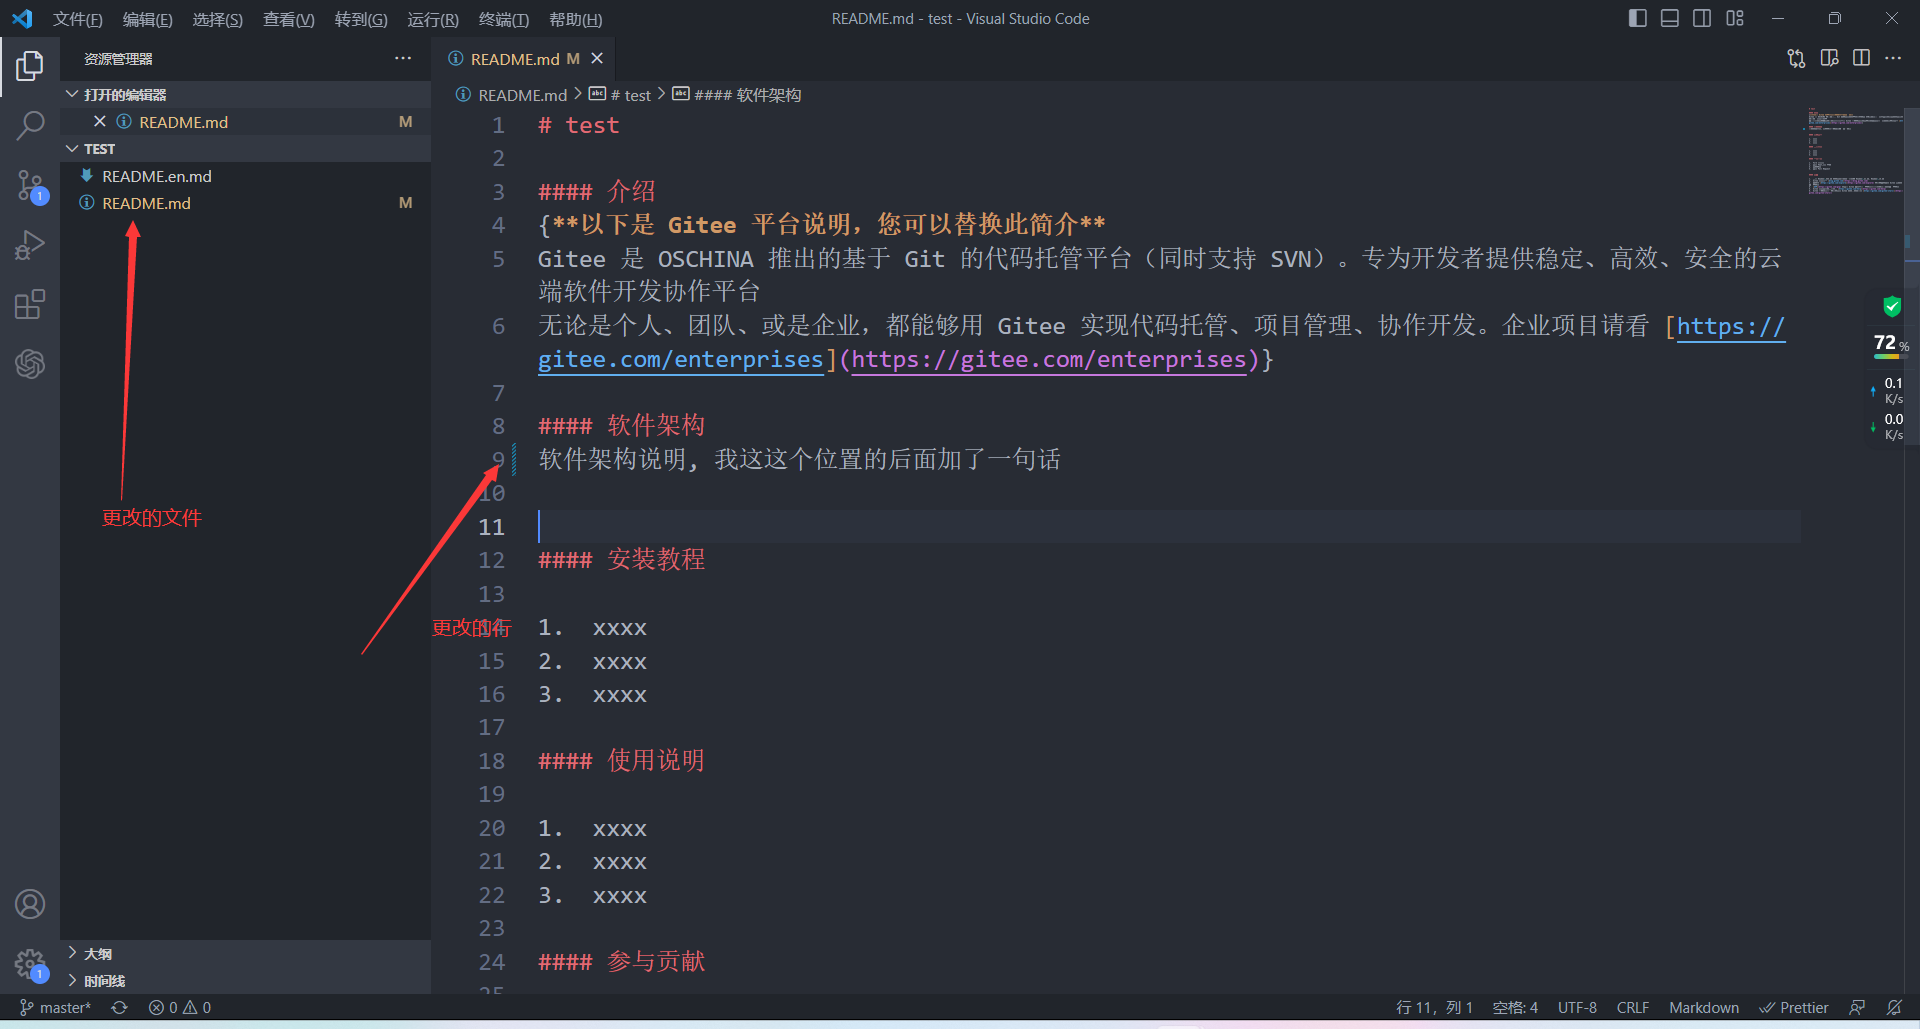 文件(F) 编辑(E) 选择(S) 查看(V) 转到(G) 运行(R) 终端(T) 帮助(H) README.md - test - Visual Studio Code
资源管理器 ···
打开的编辑器
README.md M
TEST
README.en.md
README.md M
更改的文件
大纲
时间线
1
1
README.md M
README.md > # test > #### 软件架构
1 # test
2
3 #### 介绍
4 {**以下是 Gitee 平台说明，您可以替换此简介**
5 Gitee 是 OSCHINA 推出的基于 Git 的代码托管平台（同时支持 SVN）。专为开发者提供稳定、高效、安全的云
端软件开发协作平台
6 无论是个人、团队、或是企业，都能够用 Gitee 实现代码托管、项目管理、协作开发。企业项目请看 [https://
gitee.com/enterprises](https://gitee.com/enterprises)}
7
8 #### 软件架构
9 软件架构说明, 我这这个位置的后面加了一句话
10
11
12 #### 安装教程
13
更改的行
14 1.  xxxx
15 2.  xxxx
16 3.  xxxx
17
18 #### 使用说明
19
20 1.  xxxx
21 2.  xxxx
22 3.  xxxx
23
24 #### 参与贡献
25
72 %
0.1
K/s
0.0
K/s
master* 0 0 行 11，列 1 空格: 4 UTF-8 CRLF Markdown Prettier